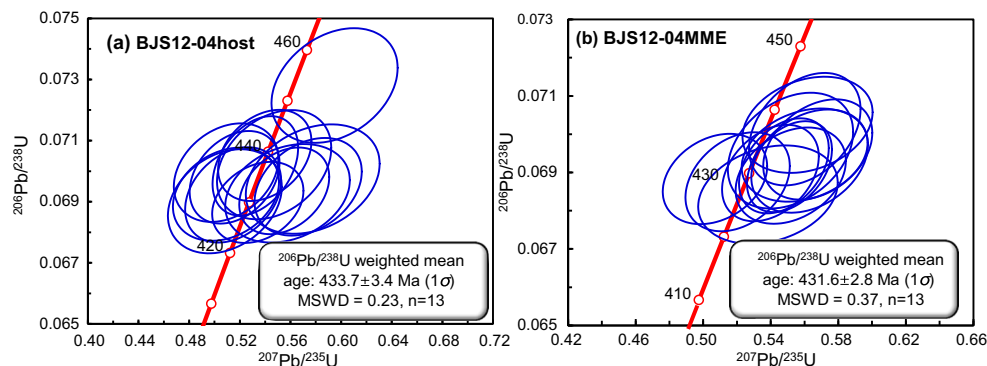 (a) BJS12-04host
0.075
0.073
0.071
0.069
0.067
0.065
206Pb/238U
460
440
420
206Pb/238U weighted mean
age: 433.7±3.4 Ma (1σ)
MSWD = 0.23, n=13
0.40 0.44 0.48 0.52 0.56 0.60 0.64 0.68 0.72
207Pb/235U
(b) BJS12-04MME
0.073
0.071
0.069
0.067
0.065
206Pb/238U
450
430
410
206Pb/238U weighted mean
age: 431.6±2.8 Ma (1σ)
MSWD = 0.37, n=13
0.42 0.46 0.50 0.54 0.58 0.62 0.66
207Pb/235U